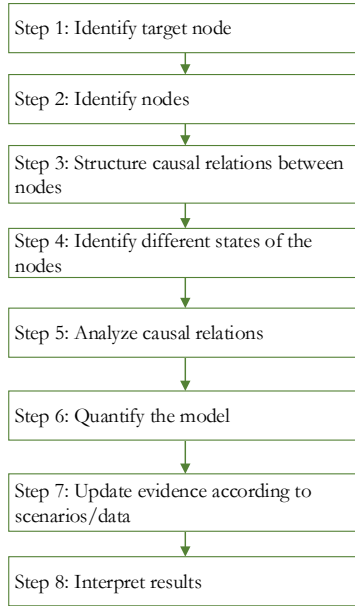 Step 1: Identify target node
Step 2: Identify nodes
Step 3: Structure causal relations between
nodes
Step 4: Identify different states of the
nodes
Step 5: Analyze causal relations
Step 6: Quantify the model
Step 7: Update evidence according to
scenarios/data
Step 8: Interpret results